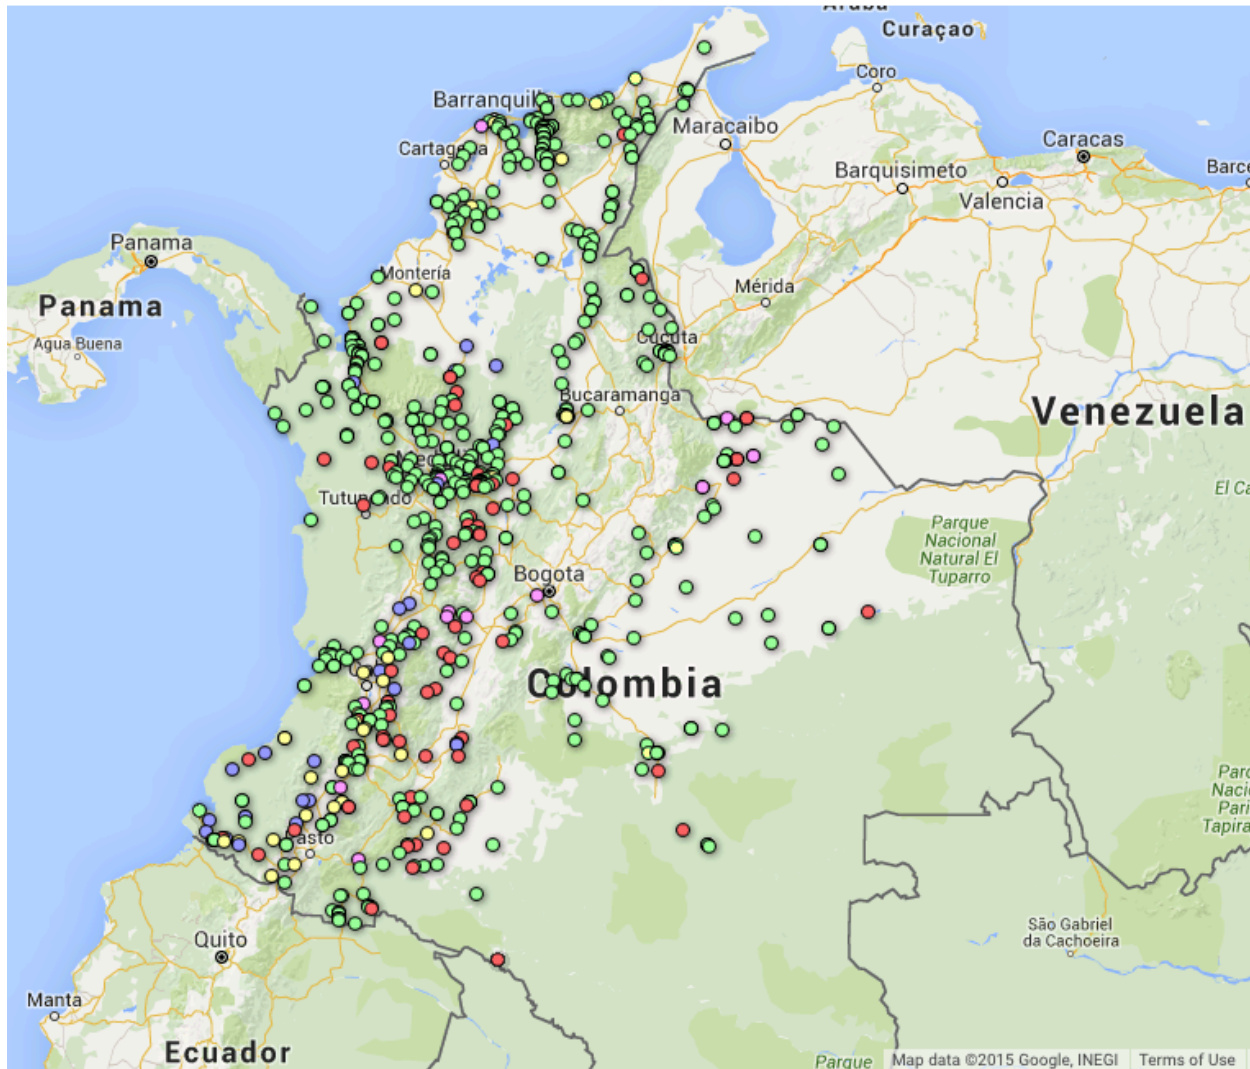 Aruba
Curaçao
Coro
Barranquilla
Maracaibo
Caracas
Cartagena
Barquisimeto
Valencia
Panama
Montería
Mérida
Panama
Agua Buena
Cúcuta
Bucaramanga
Venezuela
Tutunendo
Parque
Nacional
Natural El
Tuparro
Bogota
Colombia
Quito
São Gabriel
da Cachoeira
Manta
Ecuador
Parque
Map data ©2015 Google, INEGI
Terms of Use